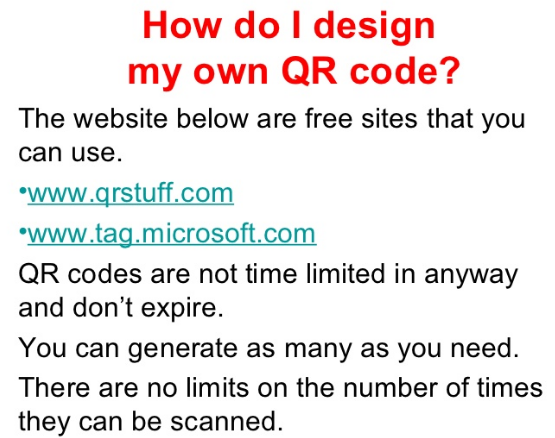 How do I design
my own QR code?
The website below are free sites that you
can use.
•www.qrstuff.com
•www.tag.microsoft.com
QR codes are not time limited in anyway
and don’t expire.
You can generate as many as you need.
There are no limits on the number of times
they can be scanned.